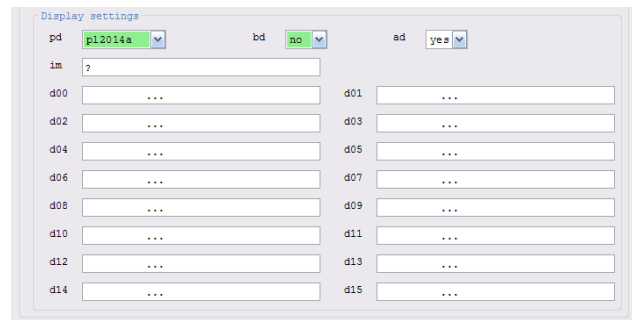 Display settings
pd pl2014a bd no ad yes
im ?
d00 ... d01 ...
d02 ... d03 ...
d04 ... d05 ...
d06 ... d07 ...
d08 ... d09 ...
d10 ... d11 ...
d12 ... d13 ...
d14 ... d15 ...